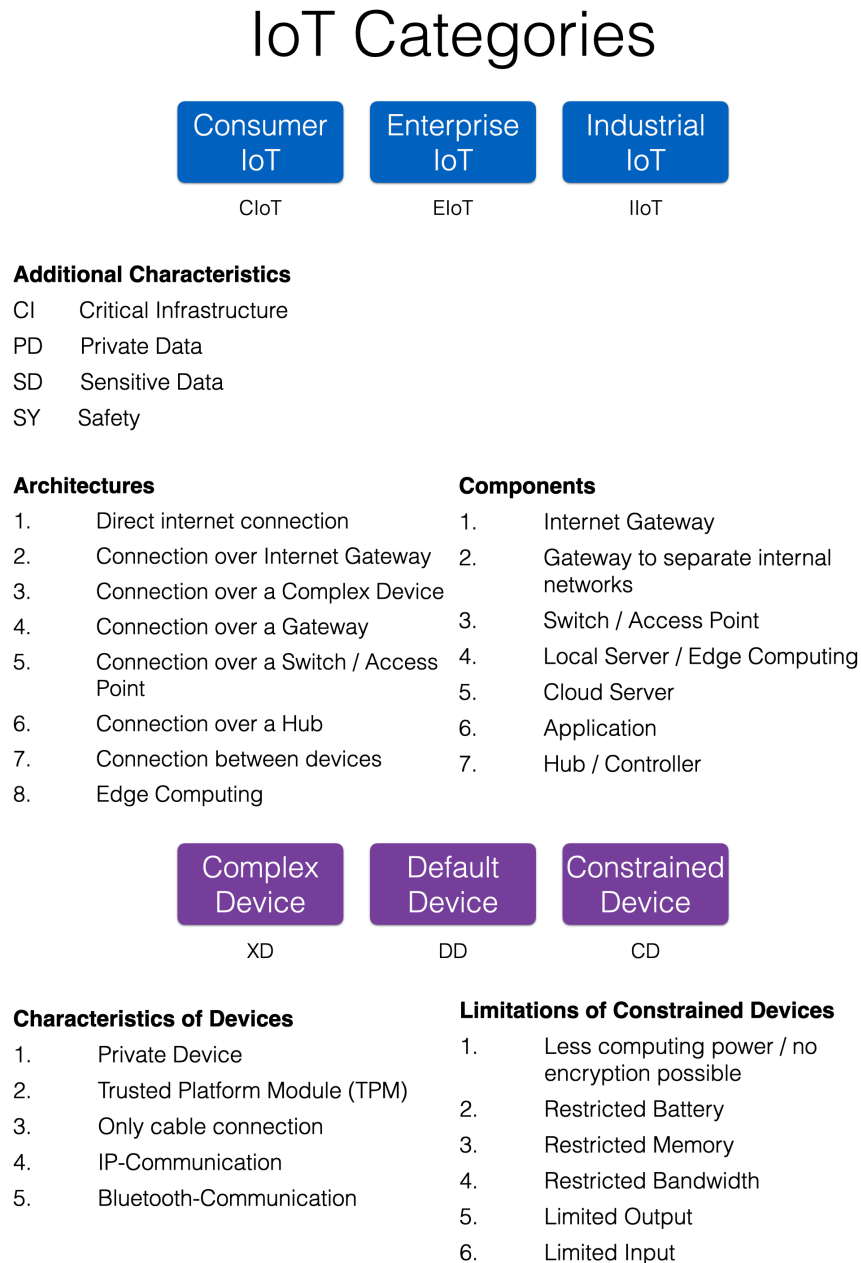 IoT Categories
Consumer
IoT
Enterprise
IoT
Industrial
IoT
CIoT
EIoT
IIoT
Additional Characteristics
CI Critical Infrastructure
PD Private Data
SD Sensitive Data
SY Safety
Architectures
1. Direct internet connection
2. Connection over Internet Gateway
3. Connection over a Complex Device
4. Connection over a Gateway
5. Connection over a Switch / Access
Point
6. Connection over a Hub
7. Connection between devices
8. Edge Computing
Components
1. Internet Gateway
2. Gateway to separate internal
networks
3. Switch / Access Point
4. Local Server / Edge Computing
5. Cloud Server
6. Application
7. Hub / Controller
Complex
Device
Default
Device
Constrained
Device
XD
DD
CD
Characteristics of Devices
1. Private Device
2. Trusted Platform Module (TPM)
3. Only cable connection
4. IP-Communication
5. Bluetooth-Communication
Limitations of Constrained Devices
1. Less computing power / no
encryption possible
2. Restricted Battery
3. Restricted Memory
4. Restricted Bandwidth
5. Limited Output
6. Limited Input